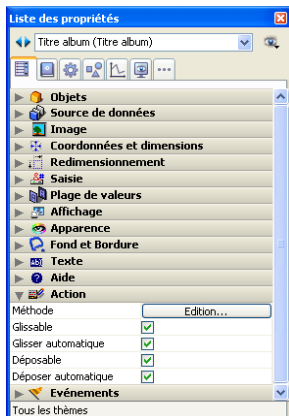 Liste des propriétés
Titre album (Titre album)
Objets
Source de données
Image
Coordonnées et dimensions
Redimensionnement
Saisie
Plage de valeurs
Affichage
Apparence
Fond et Bordure
Texte
Aide
Action
Méthode Edition...
Glissable
Glisser automatique
Déposable
Déposer automatique
Evénements
Tous les thèmes